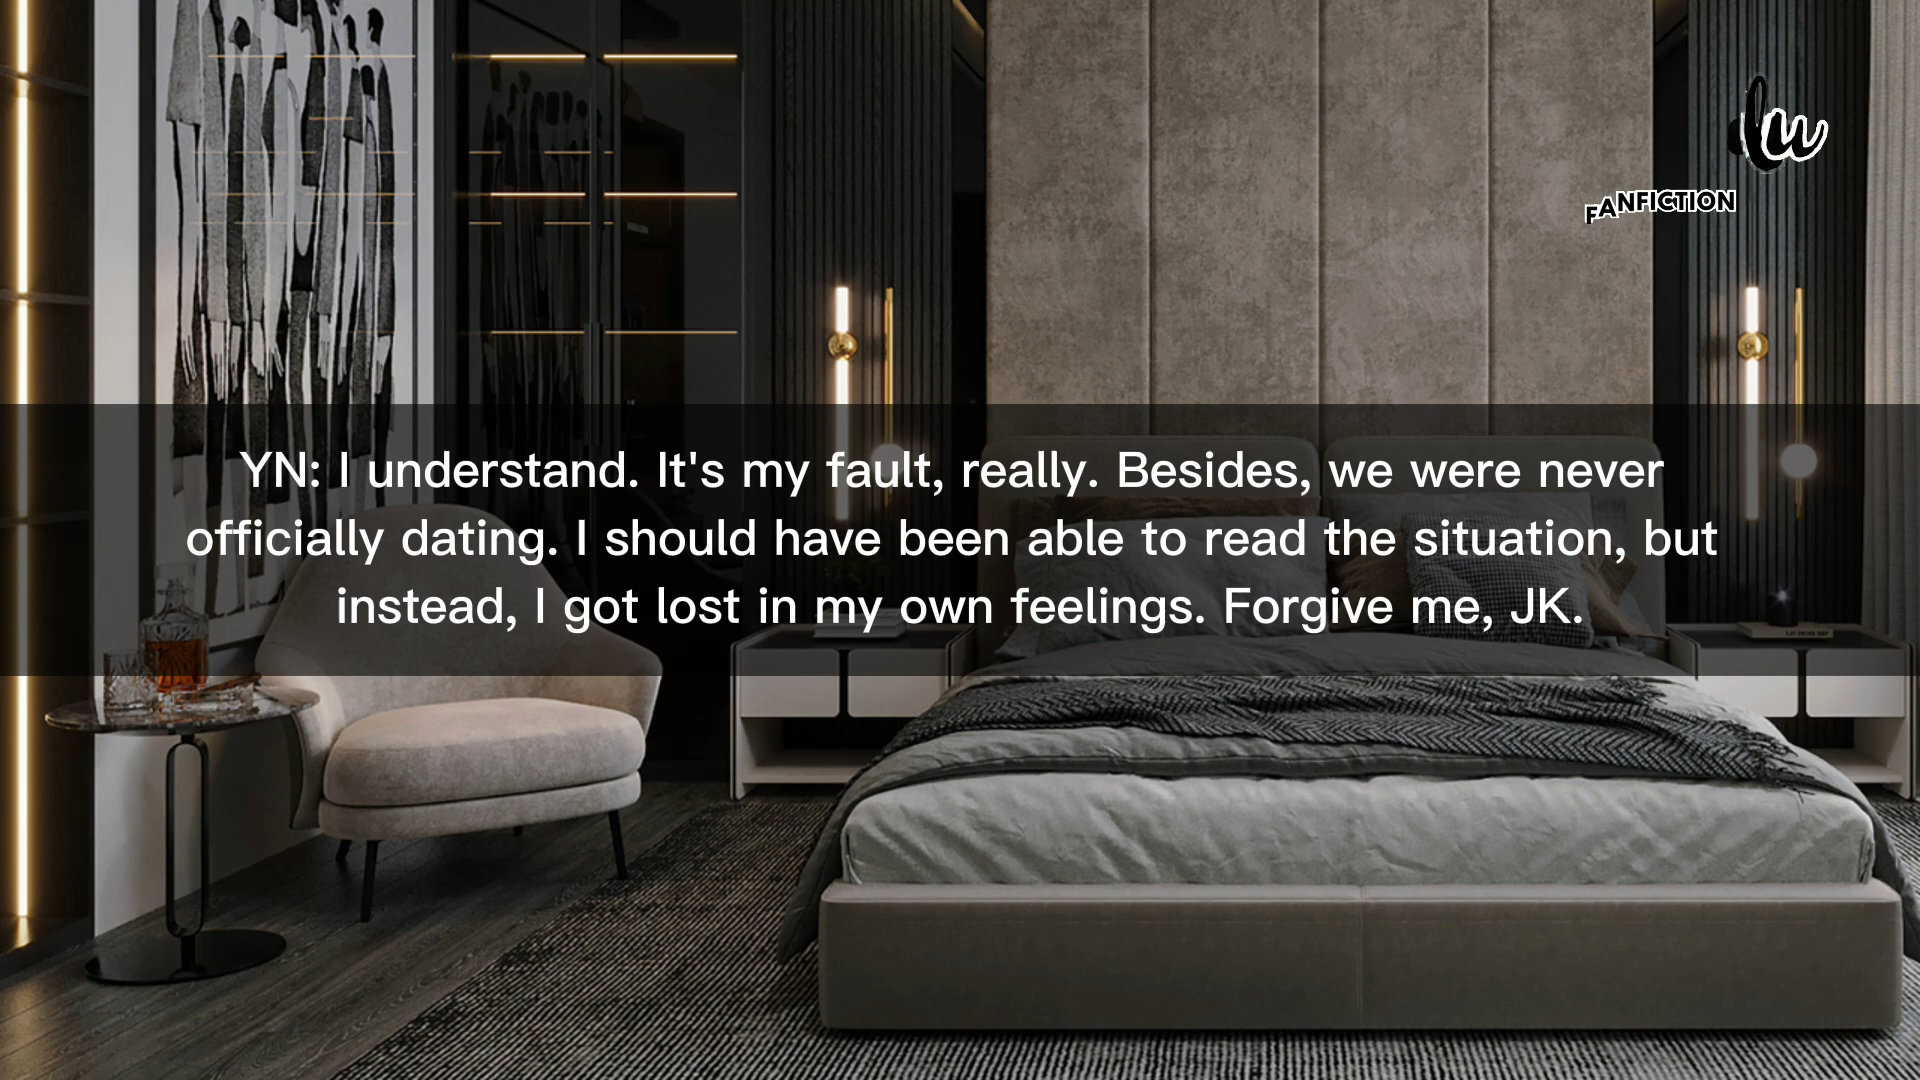 lw
FANFICTION
YN: I understand. It's my fault, really. Besides, we were never
officially dating. I should have been able to read the situation, but
instead, I got lost in my own feelings. Forgive me, JK.